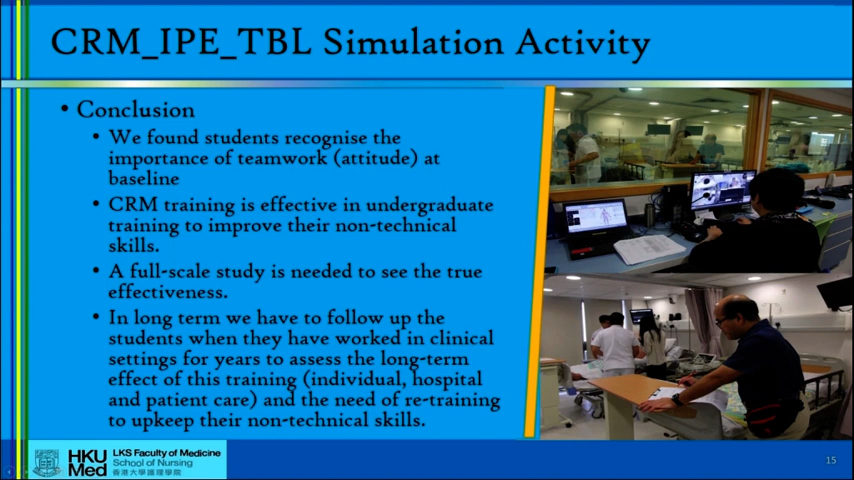 CRM_IPE_TBL Simulation Activity
• Conclusion
• We found students recognise the
importance of teamwork (attitude) at
baseline
• CRM training is effective in undergraduate
training to improve their non-technical
skills.
• A full-scale study is needed to see the true
effectiveness.
• In long term we have to follow up the
students when they have worked in clinical
settings for years to assess the long-term
effect of this training (individual, hospital
and patient care) and the need of re-training
to upkeep their non-technical skills.
HKU
Med
LKS Faculty of Medicine
School of Nursing
香港大學護理學院
15